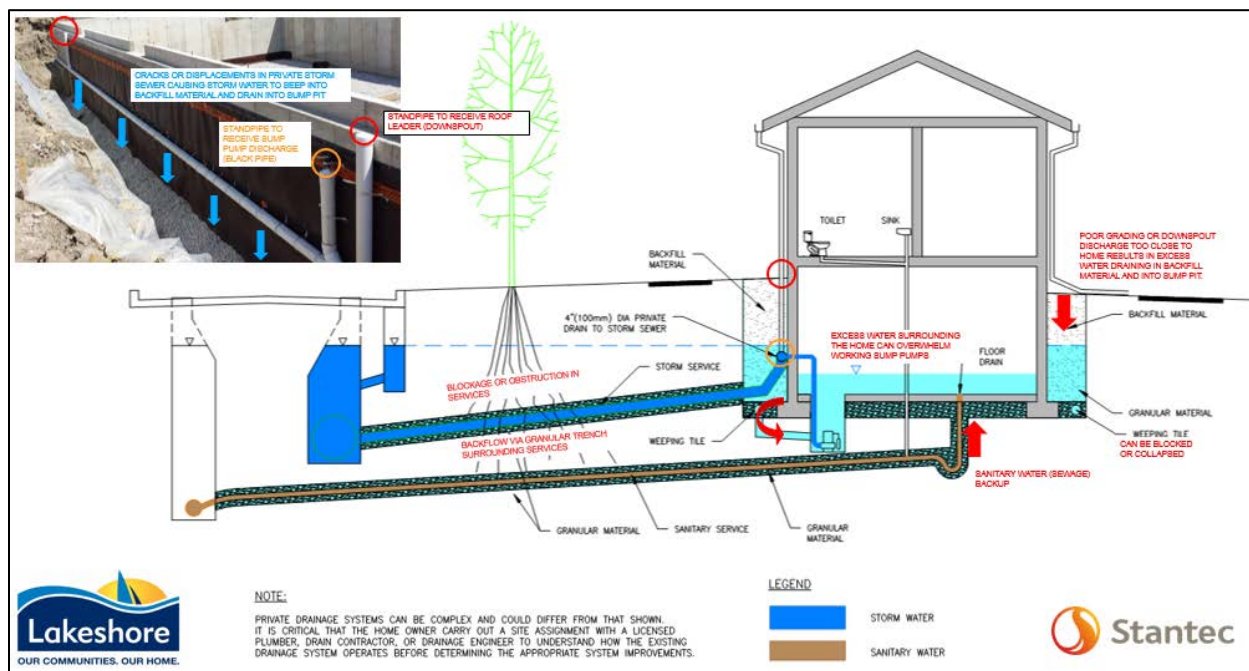 CRACKS OR DISPLACEMENTS IN PRIVATE STORM
SEWER CAUSING STORM WATER TO SEEP INTO
BACKFILL MATERIAL AND DRAIN INTO SUMP PIT
STANDPIPE TO
RECEIVE SUMP
PUMP DISCHARGE
(BLACK PIPE)
STANDPIPE TO RECEIVE ROOF
LEADER (DOWNSPOUT)
TOILET
SINK
BACKFILL
MATERIAL
POOR GRADING OR DOWNSPOUT
DISCHARGE TOO CLOSE TO
HOME RESULTS IN EXCESS
WATER DRAINING IN BACKFILL
MATERIAL AND INTO SUMP PIT.
BACKFILL MATERIAL
4"(100mm) DIA PRIVATE
DRAIN TO STORM SEWER
EXCESS WATER SURROUNDING
THE HOME CAN OVERWHELM
WORKING SUMP PUMPS
FLOOR
DRAIN
STORM SERVICE
BLOCKAGE OR OBSTRUCTION IN
SERVICES
GRANULAR MATERIAL
WEEPING TILE
BACKFLOW VIA GRANULAR TRENCH
SURROUNDING SERVICES
WEEPING TILE
CAN BE BLOCKED
OR COLLAPSED
SANITARY WATER (SEWAGE)
BACKUP
GRANULAR MATERIAL
SANITARY SERVICE
GRANULAR
MATERIAL
Lakeshore
OUR COMMUNITIES. OUR HOME.
NOTE:
PRIVATE DRAINAGE SYSTEMS CAN BE COMPLEX AND COULD DIFFER FROM THAT SHOWN.
IT IS CRITICAL THAT THE HOME OWNER CARRY OUT A SITE ASSIGNMENT WITH A LICENSED
PLUMBER, DRAIN CONTRACTOR, OR DRAINAGE ENGINEER TO UNDERSTAND HOW THE EXISTING
DRAINAGE SYSTEM OPERATES BEFORE DETERMINING THE APPROPRIATE SYSTEM IMPROVEMENTS.
LEGEND
STORM WATER
SANITARY WATER
Stantec